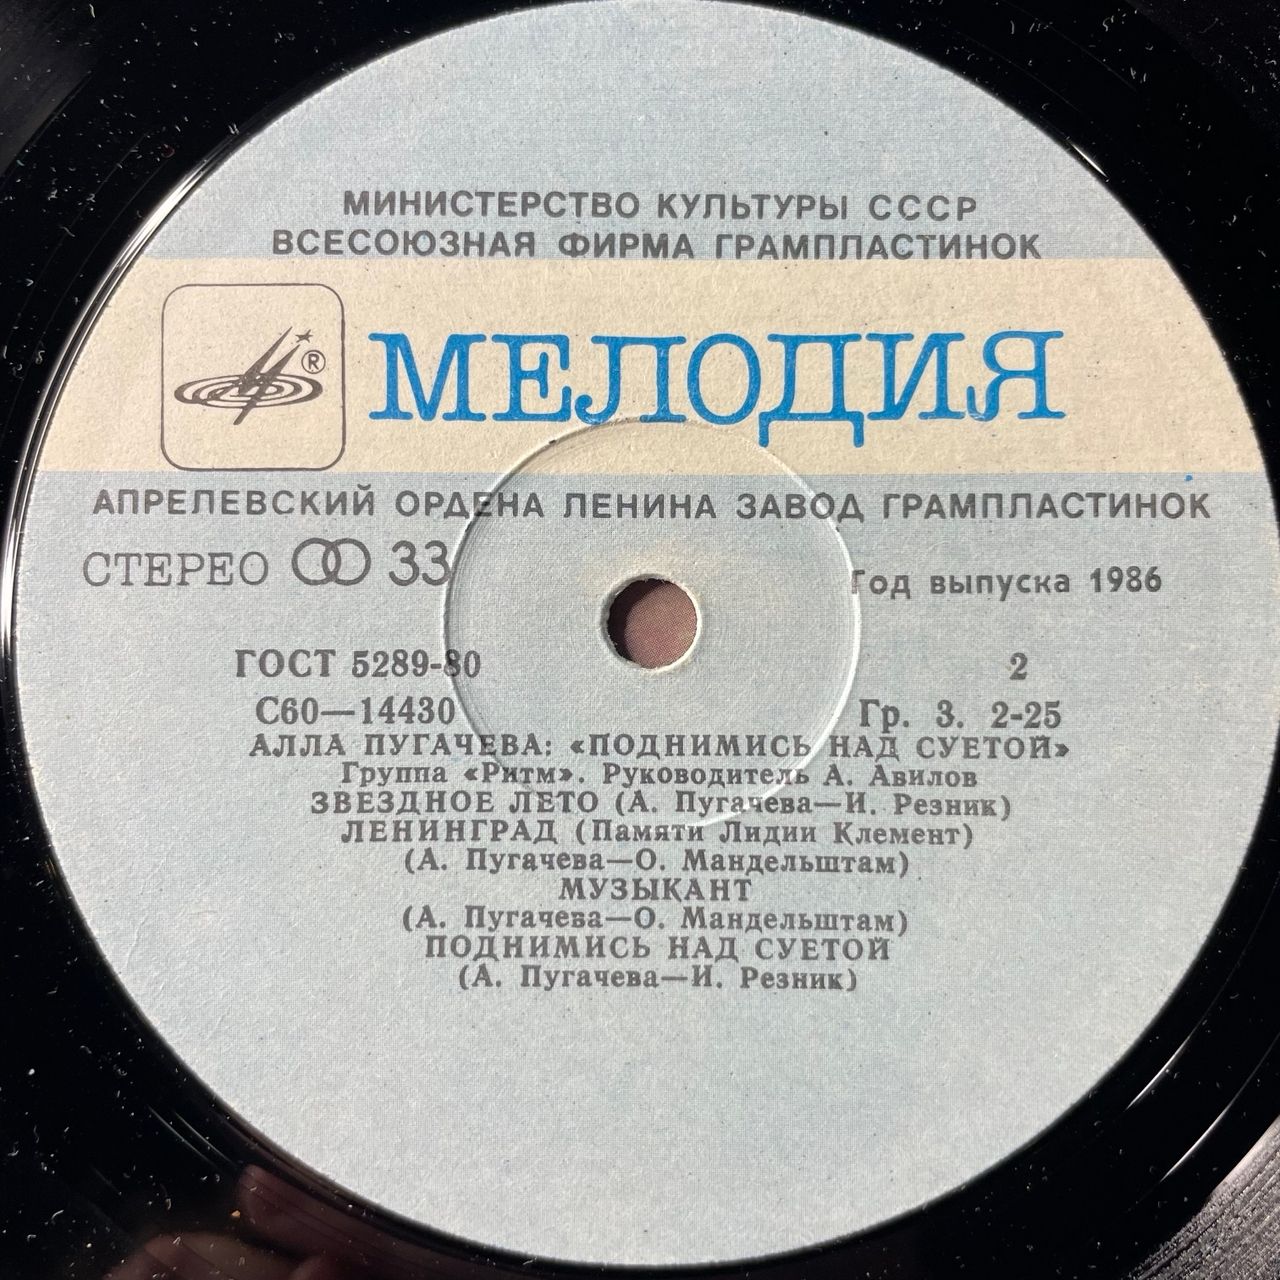 МИНИСТЕРСТВО КУЛЬТУРЫ СССР
ВСЕСОЮЗНАЯ ФИРМА ГРАМПЛАСТИНОК
®
МЕЛОДИЯ
АПРЕЛЕВСКИЙ ОРДЕНА ЛЕНИНА ЗАВОД ГРАМПЛАСТИНОК
СТЕРЕО 33
Год выпуска 1986
ГОСТ 5289-80 2
С60—14430 Гр. 3. 2-25
АЛЛА ПУГАЧЕВА: «ПОДНИМИСЬ НАД СУЕТОЙ»
Группа «Ритм». Руководитель А. Авилов
ЗВЕЗДНОЕ ЛЕТО (А. Пугачева—И. Резник)
ЛЕНИНГРАД (Памяти Лидии Клемент)
(А. Пугачева—О. Мандельштам)
МУЗЫКАНТ
(А. Пугачева—О. Мандельштам)
ПОДНИМИСЬ НАД СУЕТОЙ
(А. Пугачева—И. Резник)